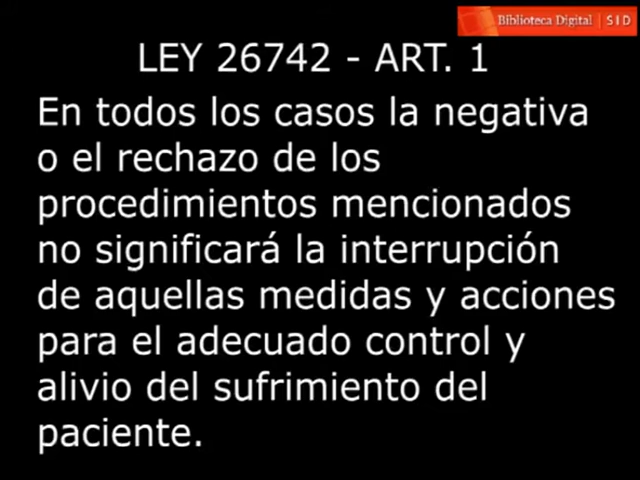 Biblioteca Digital | SID
LEY 26742 - ART. 1
En todos los casos la negativa
o el rechazo de los
procedimientos mencionados
no significará la interrupción
de aquellas medidas y acciones
para el adecuado control y
alivio del sufrimiento del
paciente.